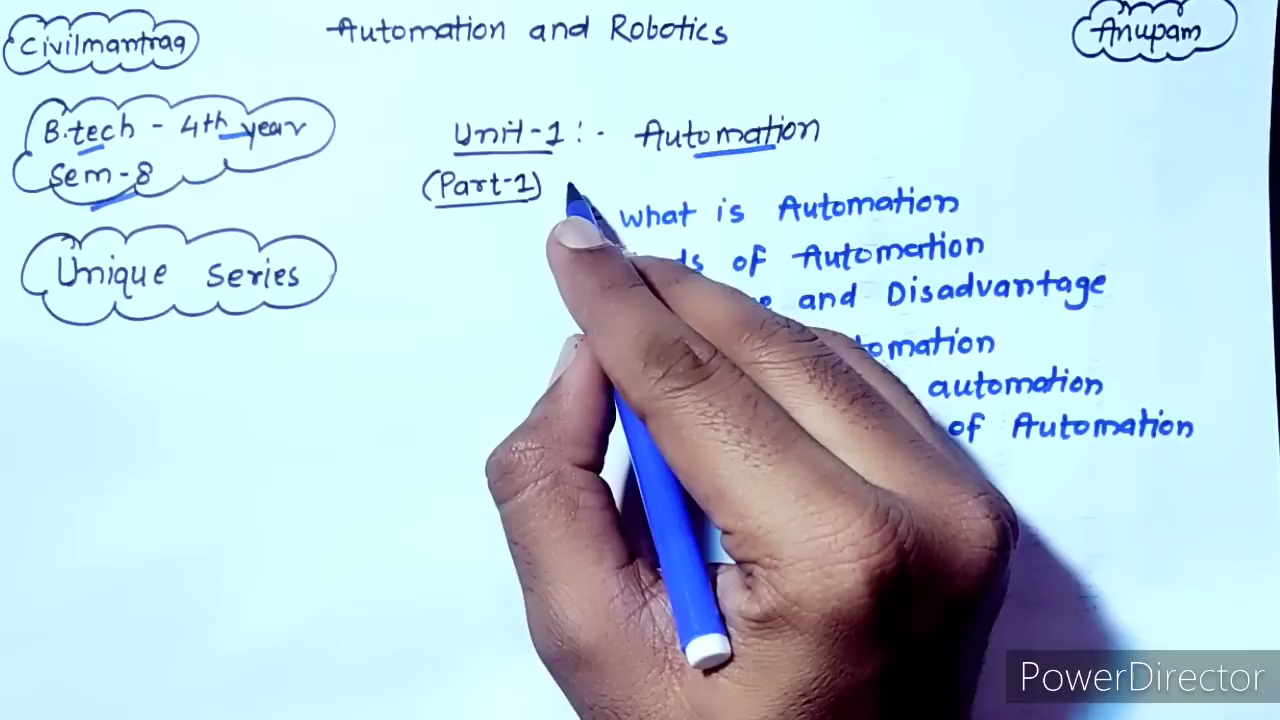 Civilmantraa
Automation and Robotics
Anupam
B.tech - 4th year
Sem-8
Unit-1:- Automation
(Part-1)
Unique series
what is Automation
of Automation
and Disadvantage
automation
of Automation
PowerDirector